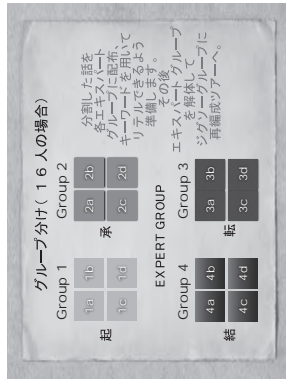 グループ分け(１６人の場合)
Group 1
1a 1b
1c 1d
起
Group 2
2a 2b
2c 2d
承
分割した話を
各エキスパート
グループに配布、
キーワードを用いて
リテルできるよう
準備します。
その後
エキスパートグループ
を解体して
ジグソーグループに
再編成ツアーへ。
EXPERT GROUP
Group 4
4a 4b
4c 4d
結
Group 3
3a 3b
3c 3d
転